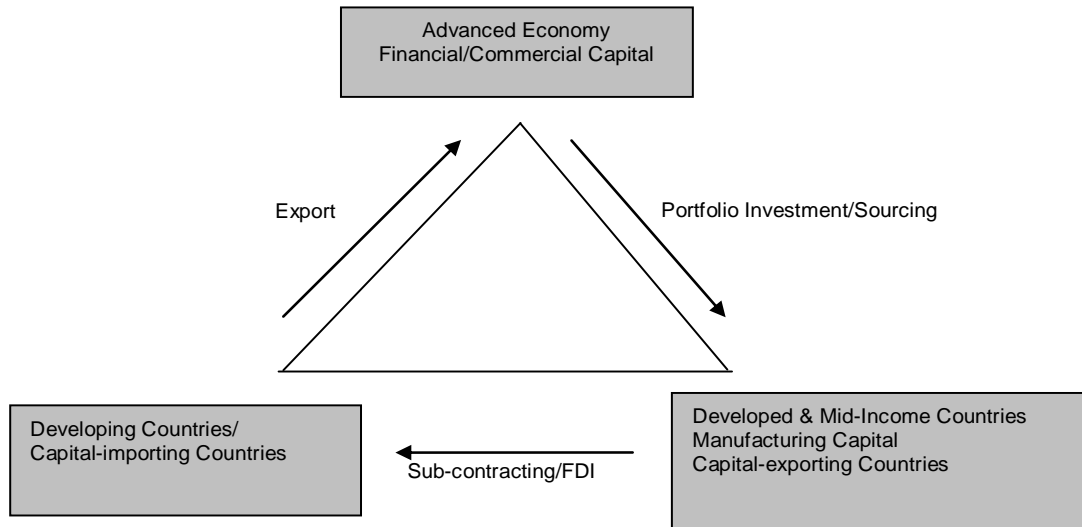 Advanced Economy
Financial/Commercial Capital
Export
Portfolio Investment/Sourcing
Developing Countries/
Capital-importing Countries
Sub-contracting/FDI
Developed & Mid-Income Countries
Manufacturing Capital
Capital-exporting Countries